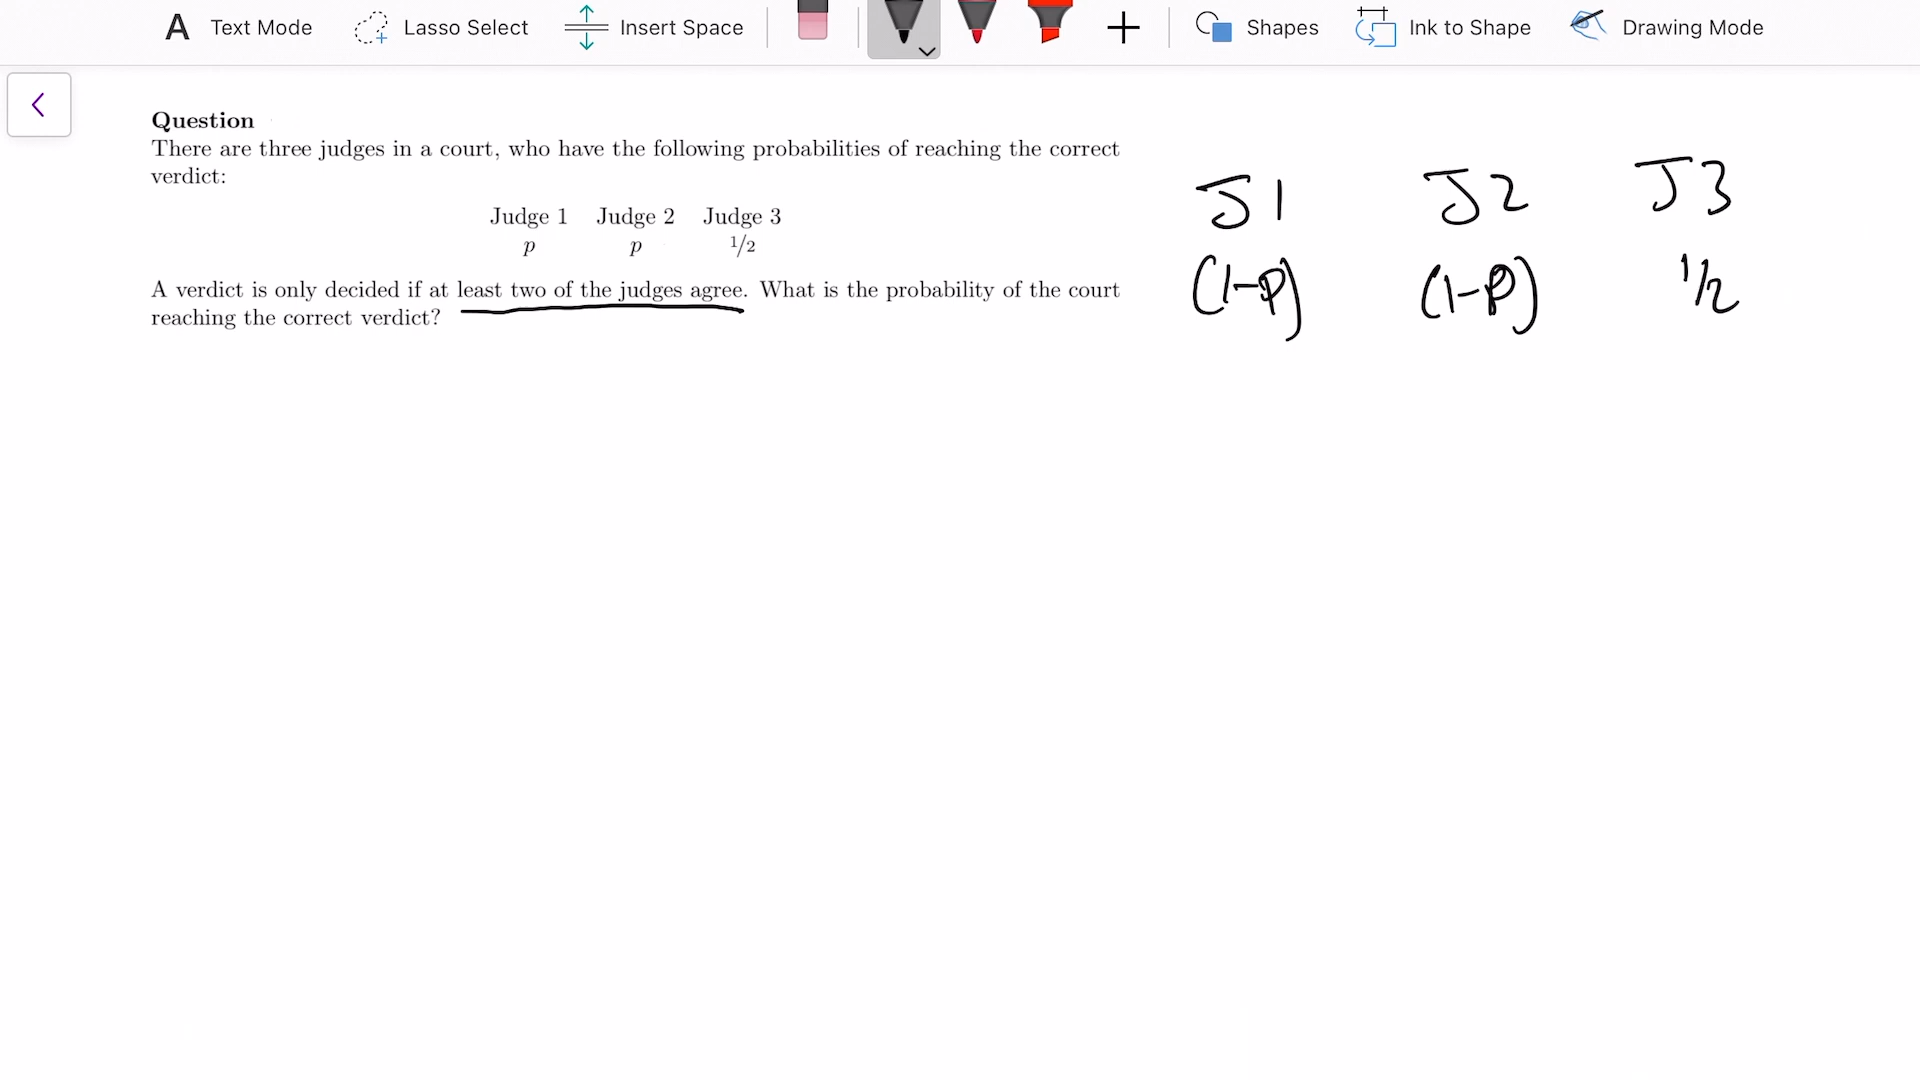 A Text Mode Lasso Select Insert Space Shapes Ink to Shape Drawing Mode
Question
There are three judges in a court, who have the following probabilities of reaching the correct
verdict:
Judge 1 Judge 2 Judge 3
p p 1/2
A verdict is only decided if at least two of the judges agree. What is the probability of the court
reaching the correct verdict?
J1 J2 J3
(1-p) (1-p) 1/2